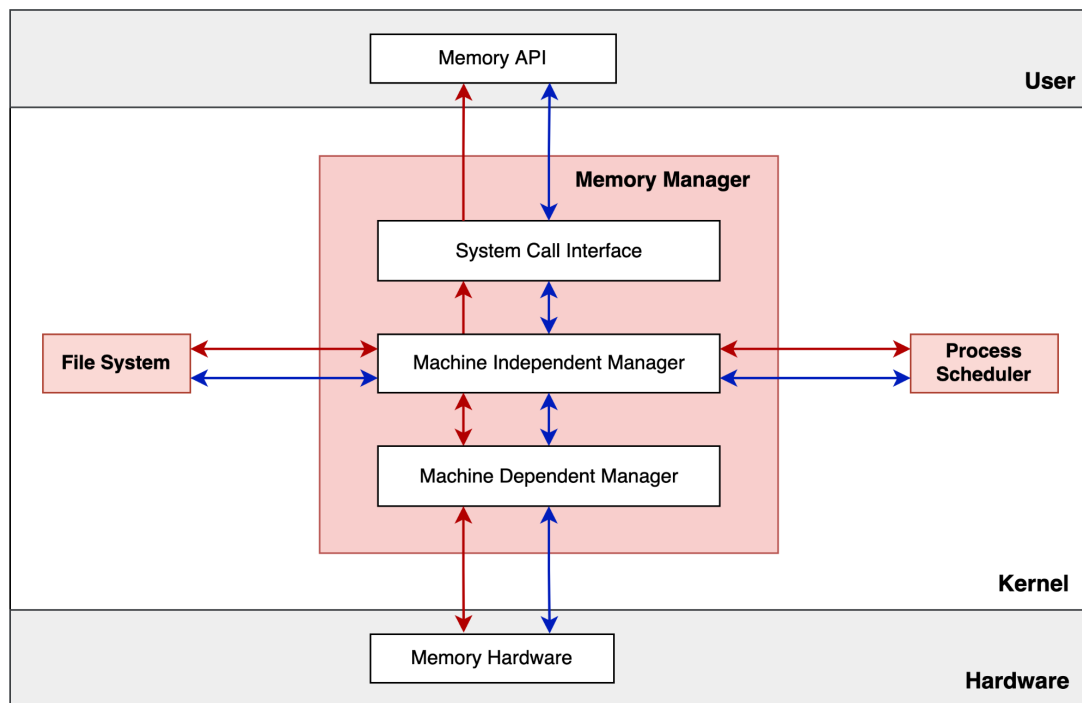 Memory API
User
Memory Manager
System Call Interface
File System
Machine Independent Manager
Process
Scheduler
Machine Dependent Manager
Kernel
Memory Hardware
Hardware